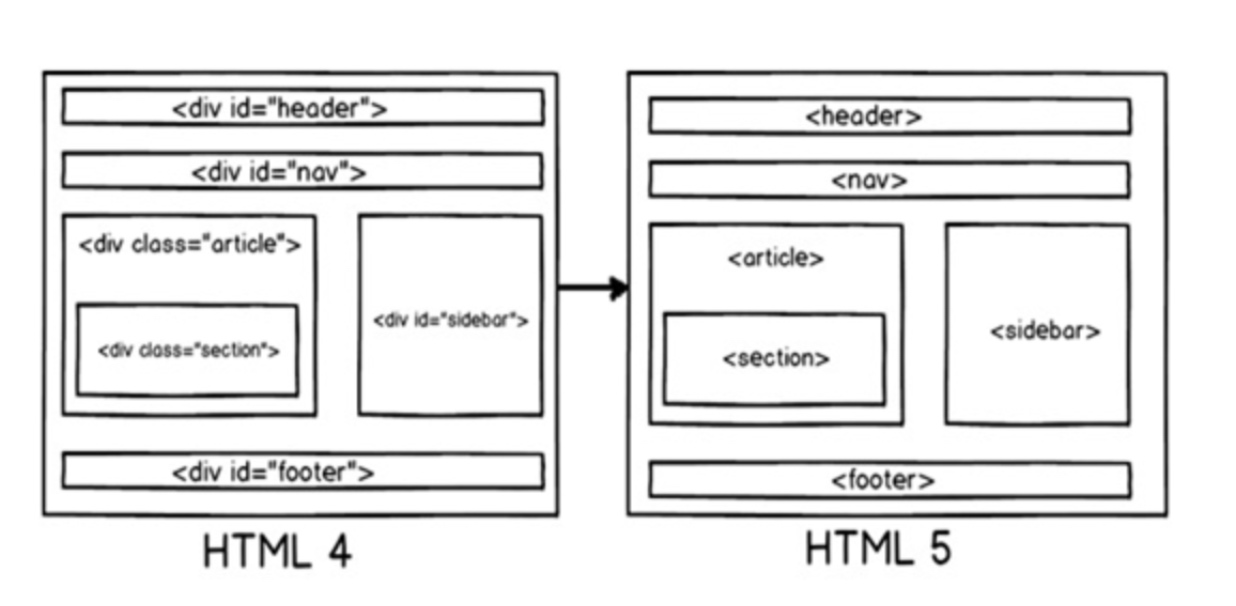 <div id="header">
<div id="nav">
<div class="article">
<div class="section">
<div id="sidebar">
<div id="footer">
HTML 4
<header>
<nav>
<article>
<section>
<sidebar>
<footer>
HTML 5